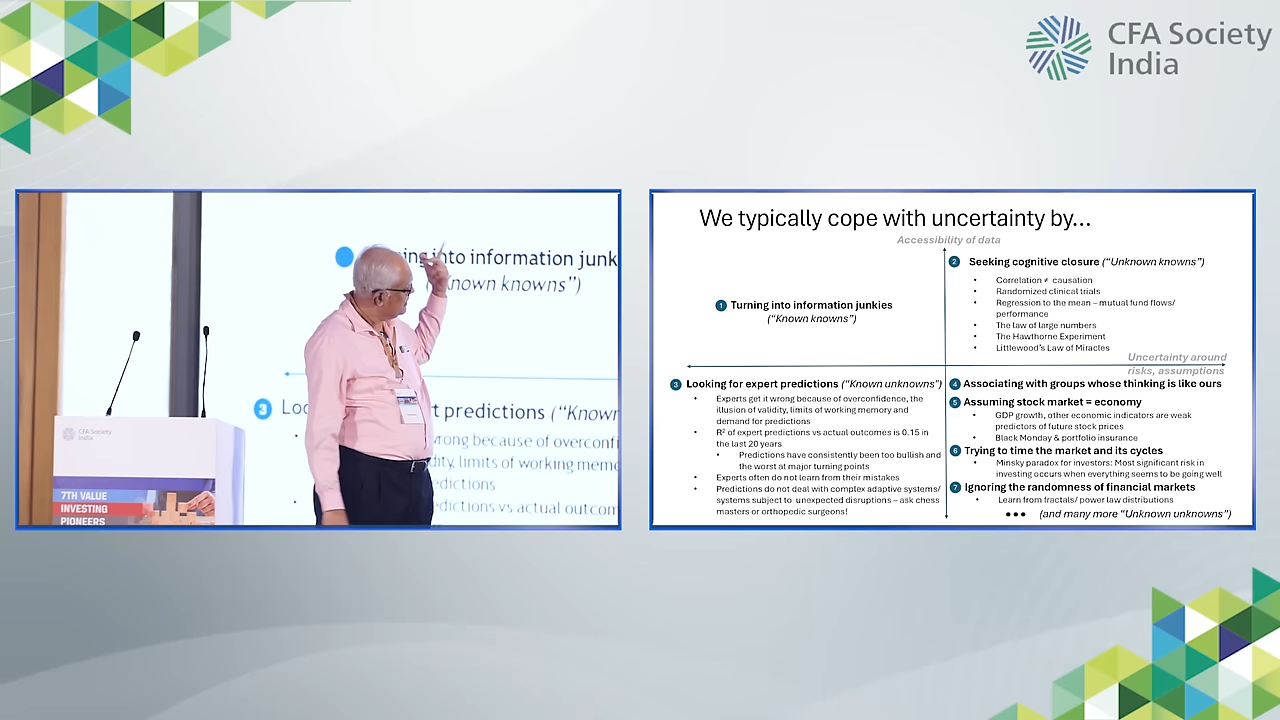 CFA Society
India
ing into information junk
nown knowns”)
3 Loo
rt predictions (“Known
wrong because of overconfi
dity, limits of working memo
edictions
edictions vs actual outcom
CFA Society
India
7TH VALUE
INVESTING
PIONEERS
We typically cope with uncertainty by...
Accessibility of data
2 Seeking cognitive closure (“Unknown knowns”)
• Correlation ≠ causation
• Randomized clinical trials
• Regression to the mean – mutual fund flows/
performance
• The law of large numbers
• The Hawthorne Experiment
• Littlewood’s Law of Miracles
1 Turning into information junkies
(“Known knowns”)
Uncertainty around
risks, assumptions
3 Looking for expert predictions (“Known unknowns”)
• Experts get it wrong because of overconfidence, the
illusion of validity, limits of working memory and
demand for predictions
• R² of expert predictions vs actual outcomes is 0.15 in
the last 20 years
• Predictions have consistently been too bullish and
the worst at major turning points
• Experts often do not learn from their mistakes
• Predictions do not deal with complex adaptive systems/
systems subject to unexpected disruptions – ask chess
masters or orthopedic surgeons!
4 Associating with groups whose thinking is like ours
5 Assuming stock market = economy
• GDP growth, other economic indicators are weak
predictors of future stock prices
• Black Monday & portfolio insurance
6 Trying to time the market and its cycles
• Minsky paradox for investors: Most significant risk in
investing occurs when everything seems to be going well
7 Ignoring the randomness of financial markets
• Learn from fractals/ power law distributions
••• (and many more “Unknown unknowns”)